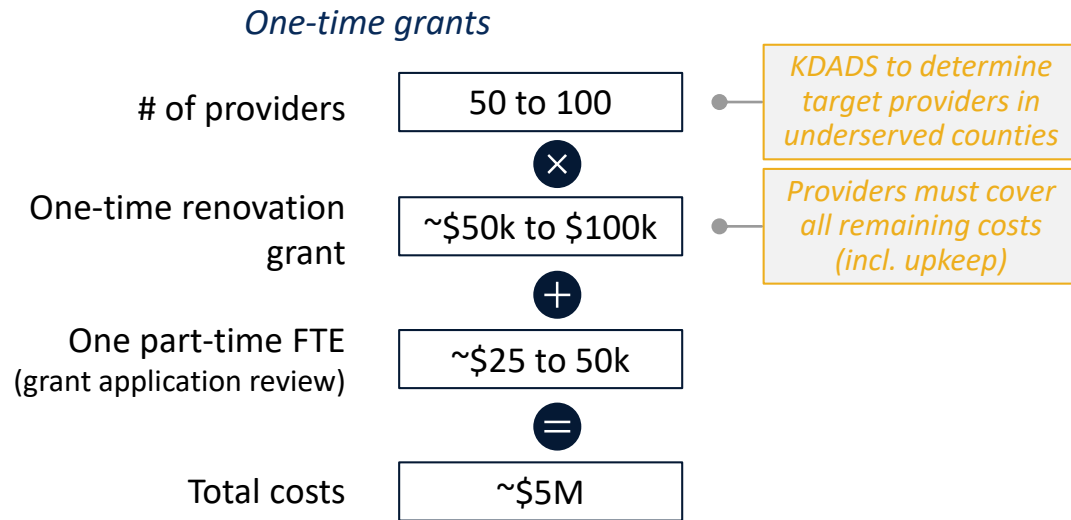 One-time grants
# of providers
50 to 100
KDADS to determine
target providers in
underserved counties
×
One-time renovation
grant
~$50k to $100k
Providers must cover
all remaining costs
(incl. upkeep)
+
One part-time FTE
(grant application review)
~$25 to 50k
=
Total costs
~$5M